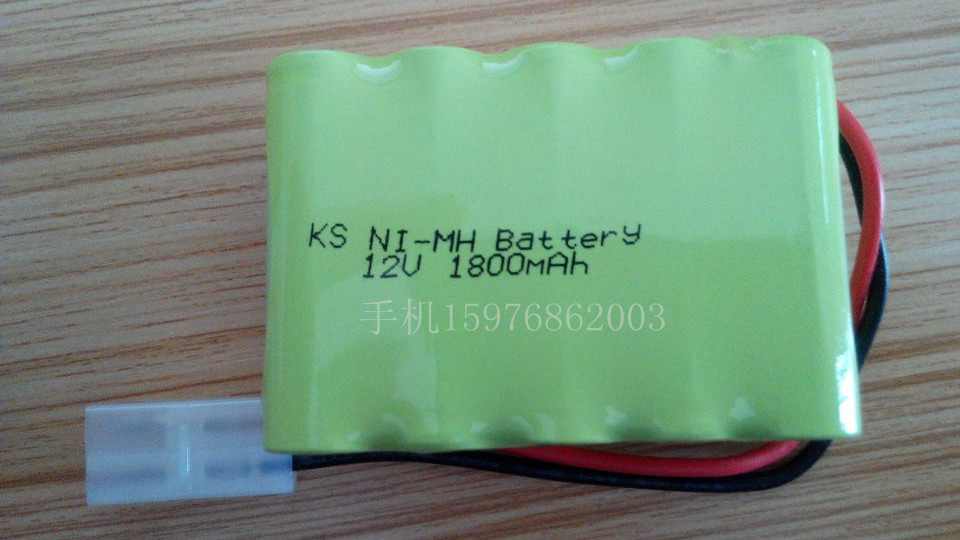 KS NI-MH Battery
12V 1800mAh
手机15976862003